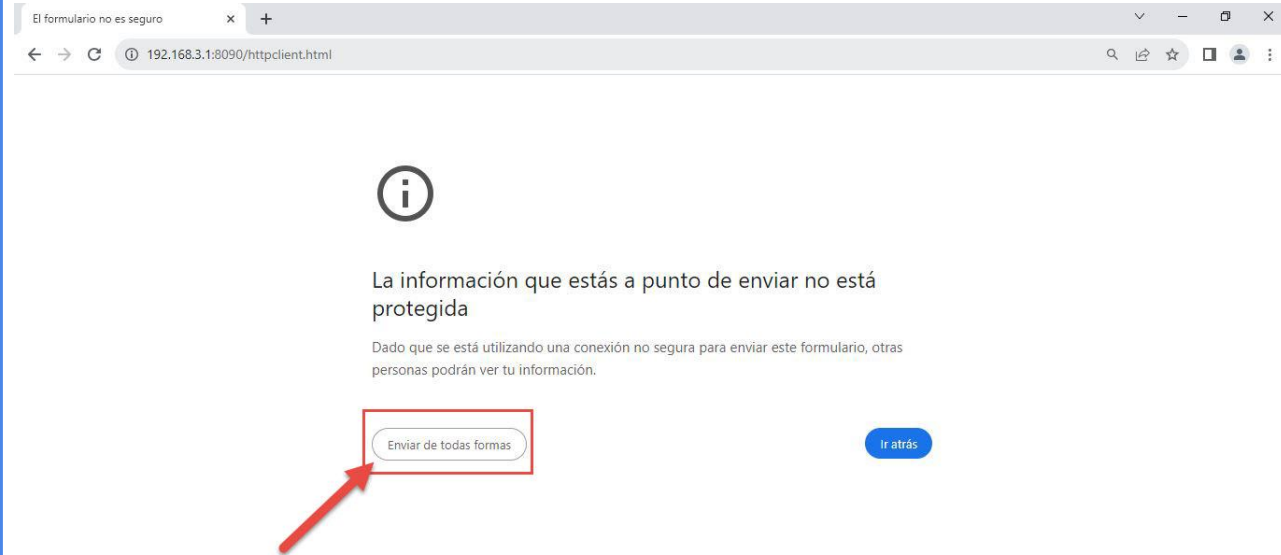 El formulario no es seguro
192.168.3.1:8090/httpclient.html
La información que estás a punto de enviar no está
protegida
Dado que se está utilizando una conexión no segura para enviar este formulario, otras
personas podrán ver tu información.
Enviar de todas formas
Ir atrás